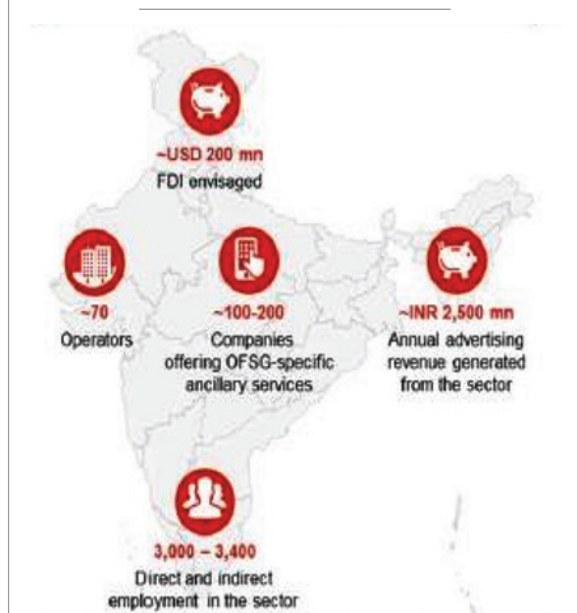 ~USD 200 mn
FDI envisaged
~70
Operators
~100-200
Companies
offering OFSG-specific
ancillary services
~INR 2,500 mn
Annual advertising
revenue generated
from the sector
3,000 – 3,400
Direct and indirect
employment in the sector